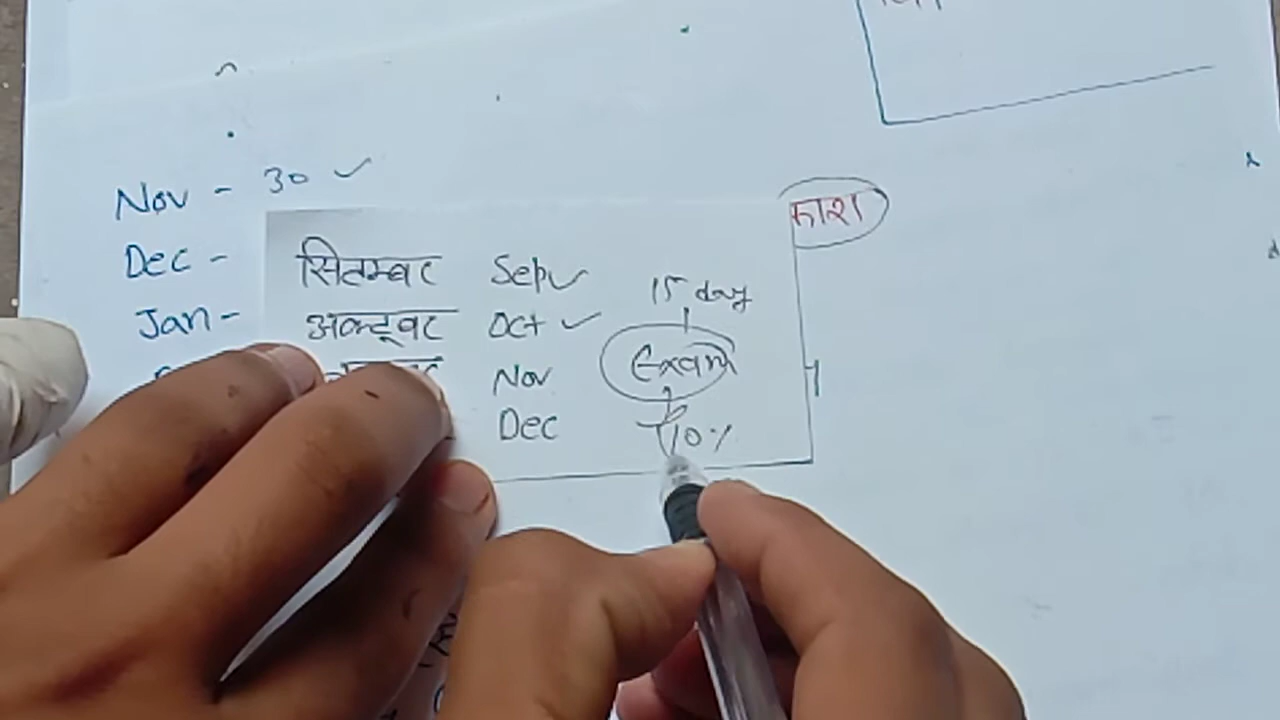 Nov - 30 ✓
काश
Dec -
सितम्बर Sep ✓
15 day
Jan -
अक्टूबर Oct ✓
Exam
Nov
Dec
10%